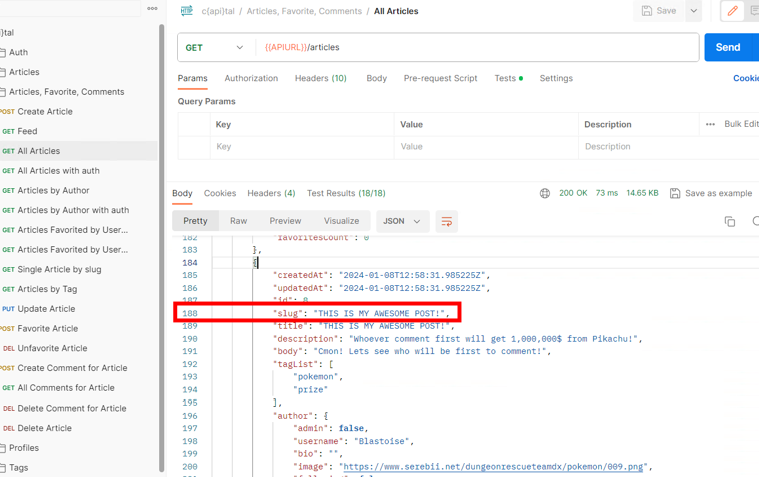 HTTP c{api}tal / Articles, Favorite, Comments / All Articles
Save
i}tal
Auth
Articles
Articles, Favorite, Comments
POST Create Article
GET Feed
GET All Articles
GET All Articles with auth
GET Articles by Author
GET Articles by Author with auth
GET Articles Favorited by User...
GET Articles Favorited by User...
GET Single Article by slug
GET Articles by Tag
PUT Update Article
POST Favorite Article
DEL Unfavorite Article
POST Create Comment for Article
GET All Comments for Article
DEL Delete Comment for Article
DEL Delete Article
Profiles
Tags
GET {{APIURL}}/articles Send
Params Authorization Headers (10) Body Pre-request Script Tests Settings Cookie
Query Params
Key Value Description Bulk Edit
Key Value Description
Body Cookies Headers (4) Test Results (18/18) 200 OK 73 ms 14.65 KB Save as example
Pretty Raw Preview Visualize JSON
182 "favoritesCount": 0
183 },
184 {
185 "createdAt": "2024-01-08T12:58:31.985225Z",
186 "updatedAt": "2024-01-08T12:58:31.985225Z",
187 "id": 8,
188 "slug": "THIS IS MY AWESOME POST!",
189 "title": "THIS IS MY AWESOME POST!",
190 "description": "Whoever comment first will get 1,000,000$ from Pikachu!",
191 "body": "Cmon! Lets see who will be first to comment!",
192 "tagList": [
193 "pokemon",
194 "prize"
195 ],
196 "author": {
197 "admin": false,
198 "username": "Blastoise",
199 "bio": "",
200 "image": "https://www.serebii.net/dungeonrescueteamdx/pokemon/009.png",